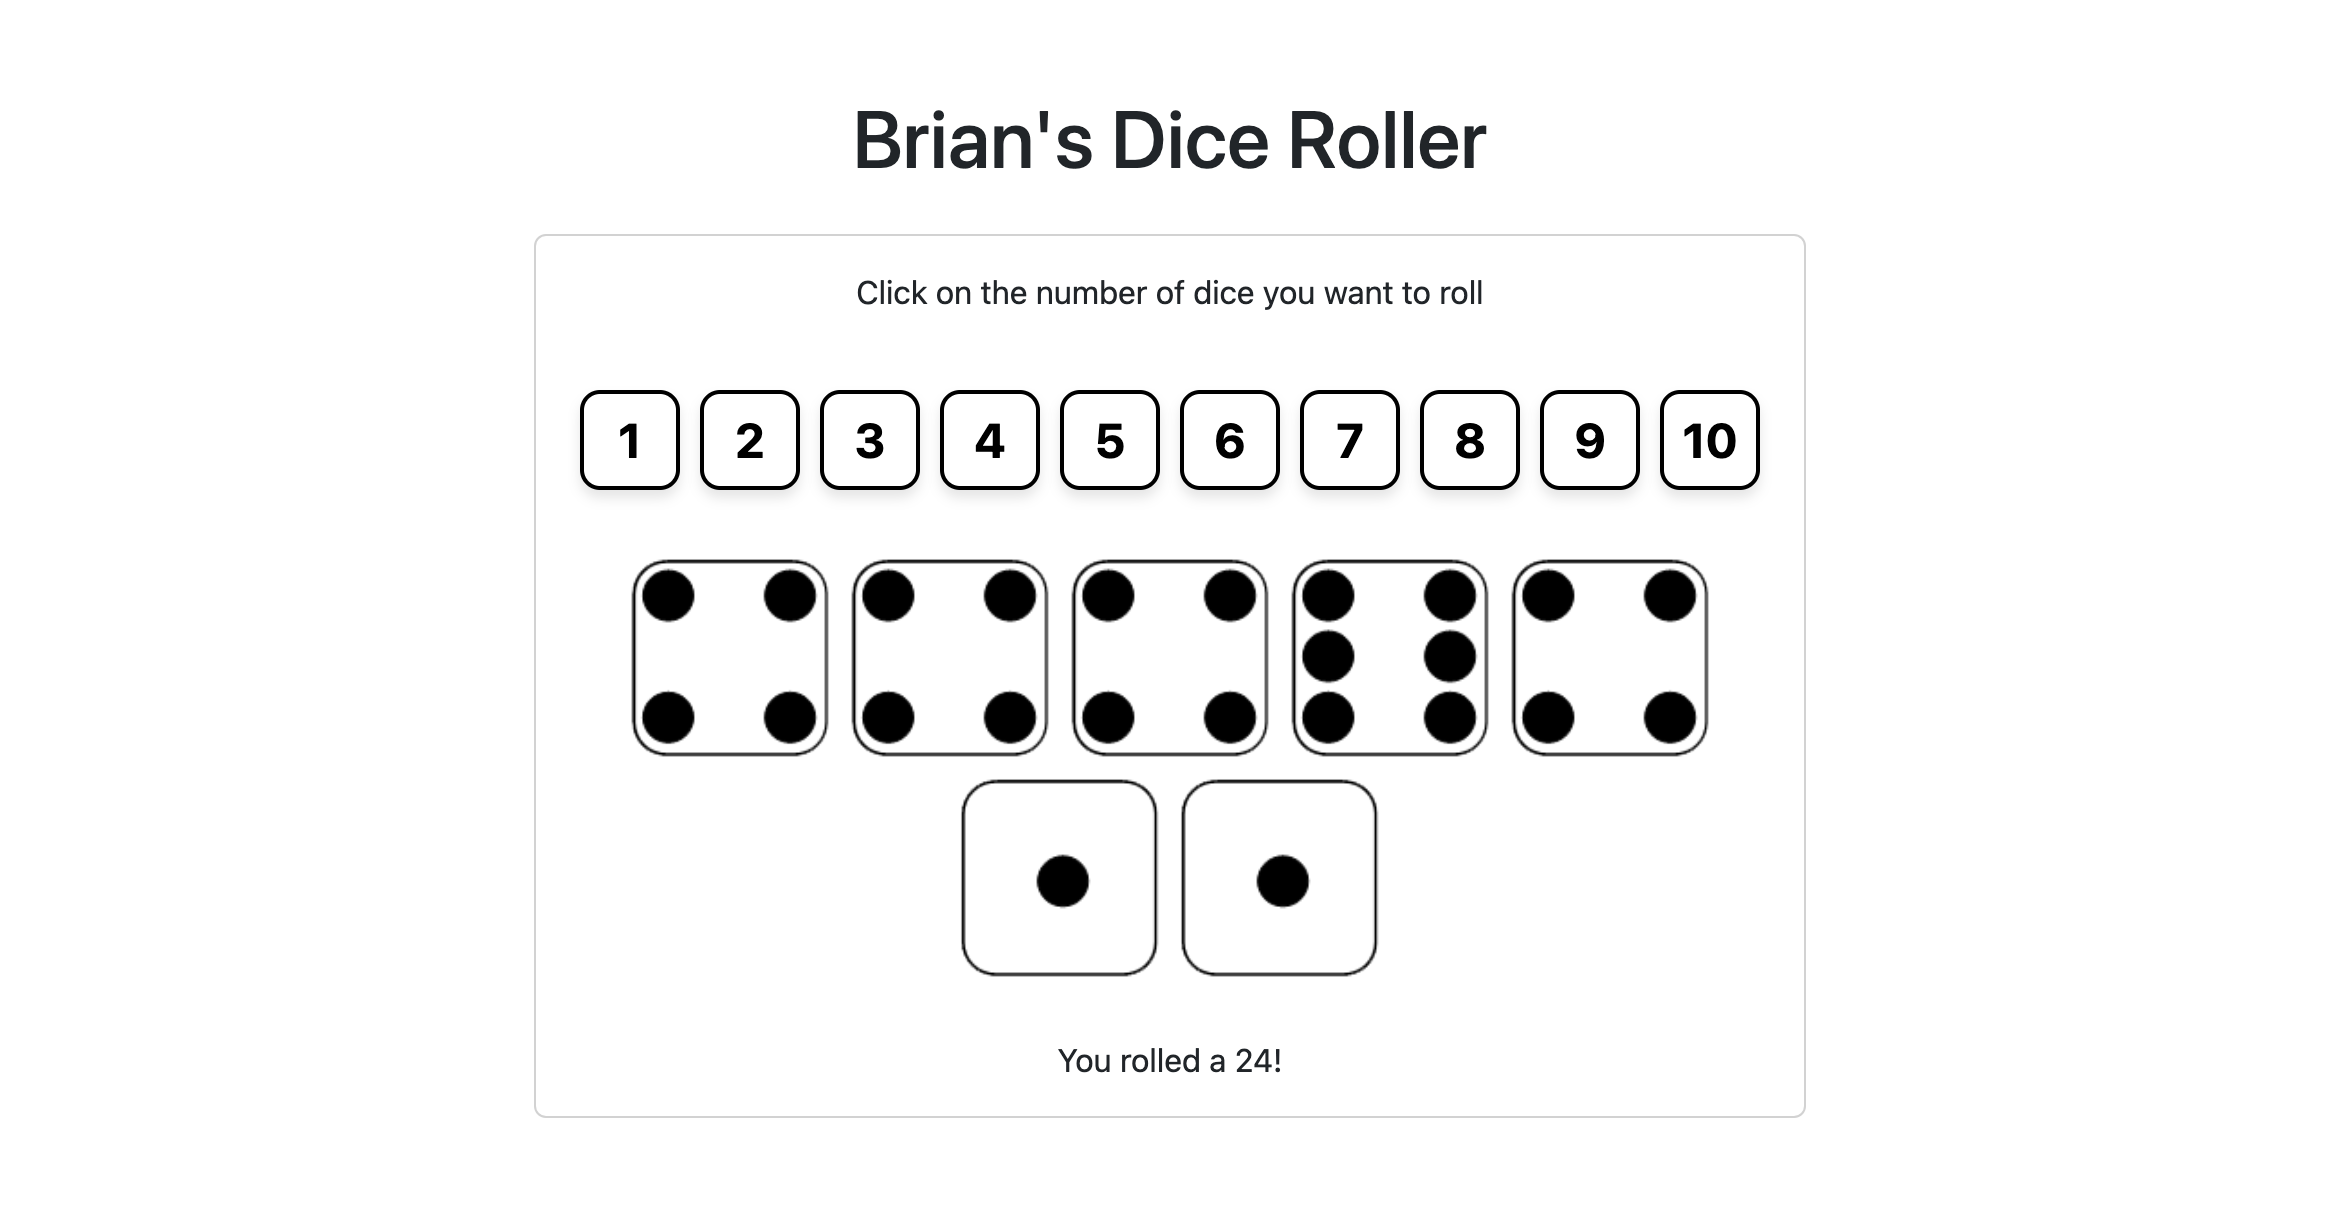 Brian's Dice Roller
Click on the number of dice you want to roll
1 2 3 4 5 6 7 8 9 10
You rolled a 24!